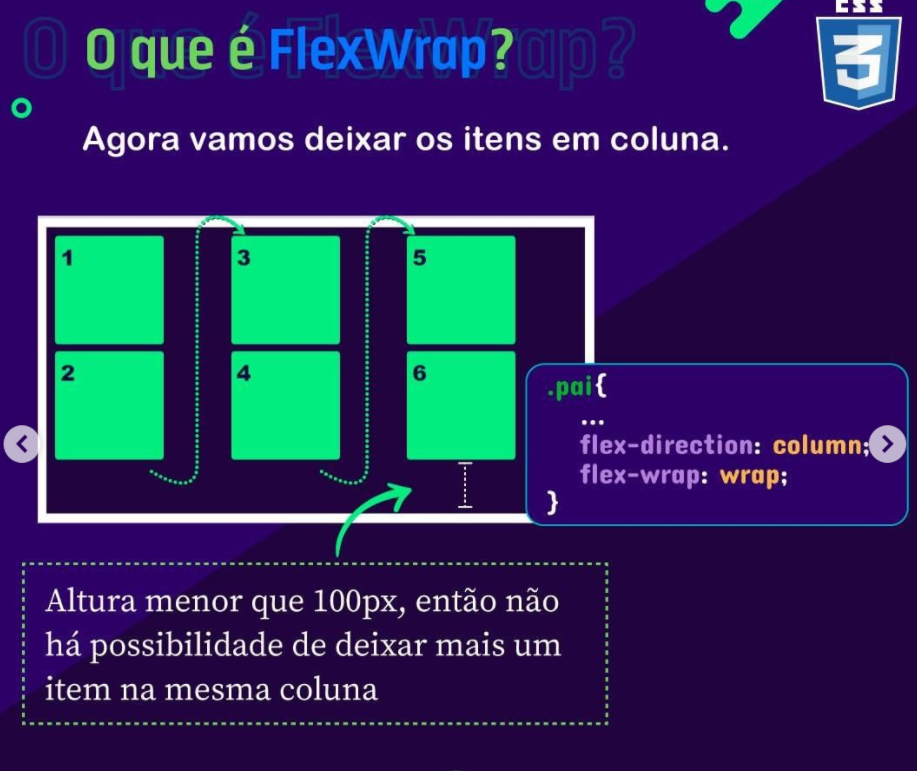 O que é FlexWrap?
CSS
3
Agora vamos deixar os itens em coluna.
1
3
5
2
4
6
.pai{
...
flex-direction: column;
flex-wrap: wrap;
}
Altura menor que 100px, então não
há possibilidade de deixar mais um
item na mesma coluna